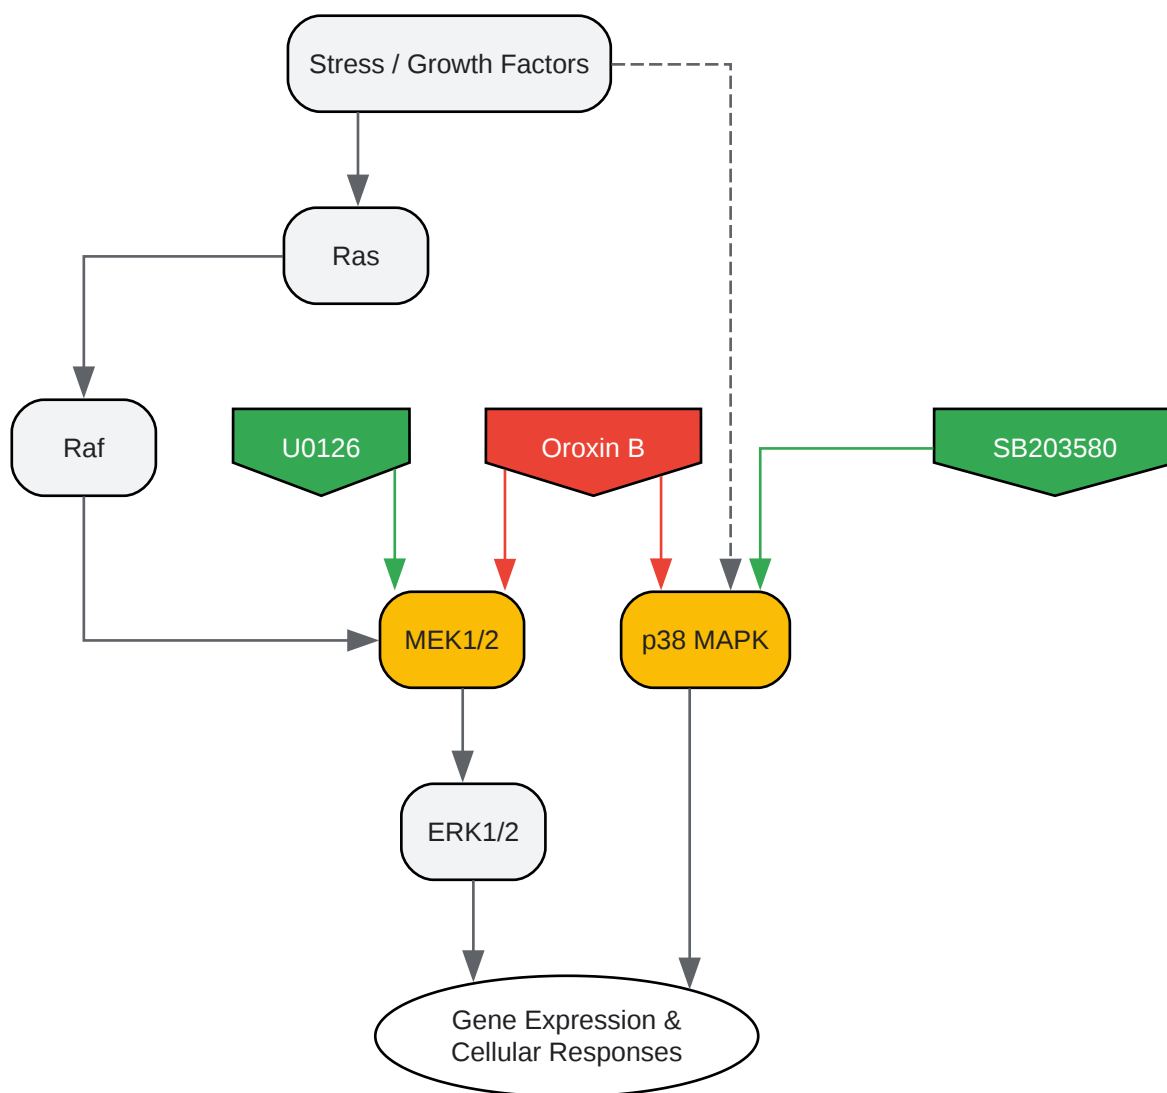 Stress / Growth Factors
Ras
Raf
U0126
Oroxin B
SB203580
MEK1/2
p38 MAPK
ERK1/2
Gene Expression &
Cellular Responses